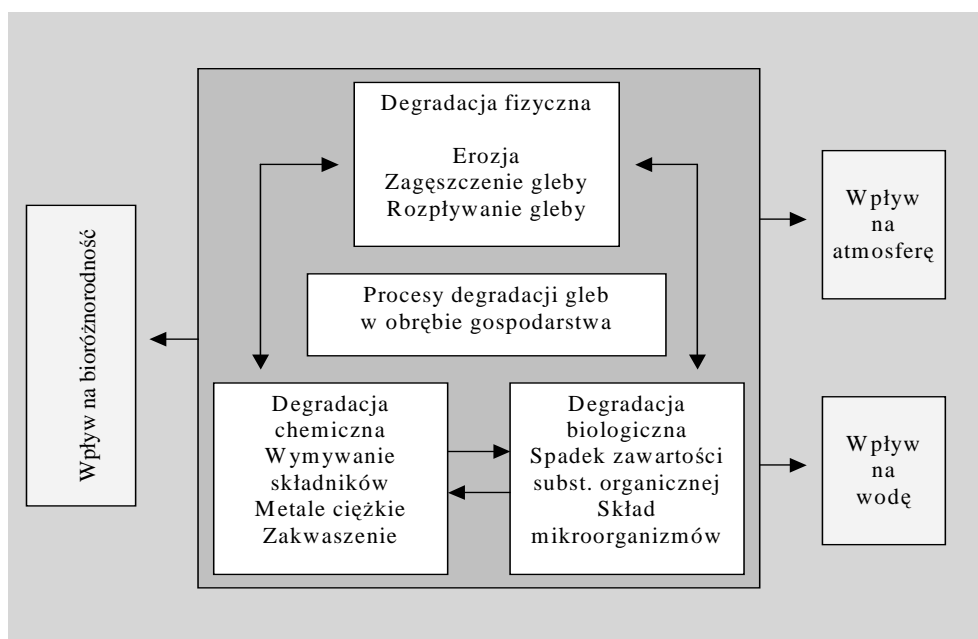 Degradacja fizyczna
Erozja
Zagęszczenie gleby
Rozpływanie gleby
Wpływ na bioróżnorodność
Wpływ
na
atmosferę
Procesy degradacji gleb
w obrębie gospodarstwa
Degradacja
chemiczna
Wymywanie
składników
Metale ciężkie
Zakwaszenie
Degradacja
biologiczna
Spadek zawartości
subst. organicznej
Skład
mikroorganizmów
Wpływ
na
wodę